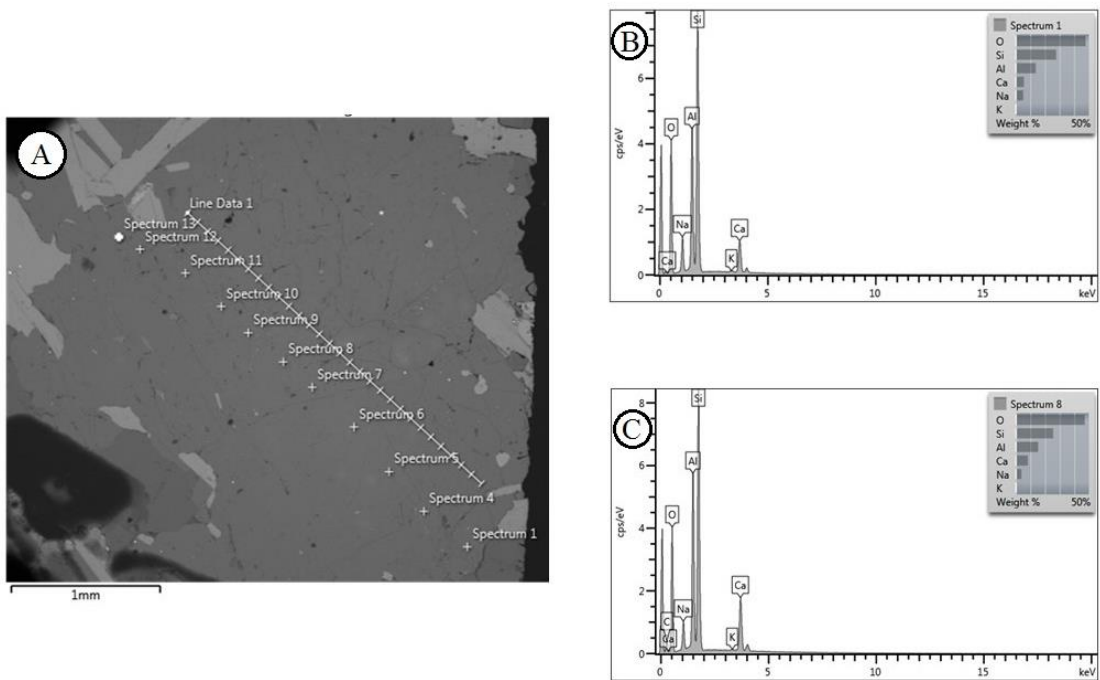 A
Line Data 1
Spectrum 13
Spectrum 12
Spectrum 11
Spectrum 10
Spectrum 9
Spectrum 8
Spectrum 7
Spectrum 6
Spectrum 5
Spectrum 4
Spectrum 1
1mm
B
Si
Al
O
Na
Ca
K
Ca
cps/eV
6
4
2
0
0 5 10 15 keV
Spectrum 1
O
Si
Al
Ca
Na
K
Weight % 50%
C
Si
Al
O
Ca
Na
C
K
Ca
cps/eV
8
6
4
2
0
0 5 10 15 keV
Spectrum 8
O
Si
Al
Ca
Na
K
Weight % 50%